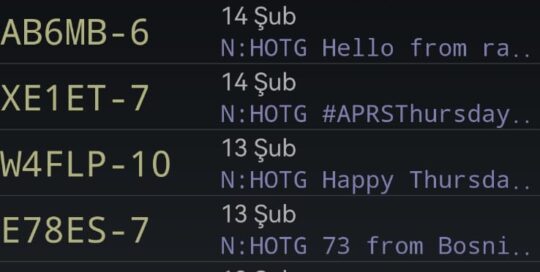 AB6MB-6
14 Şub
N:HOTG Hello from ra..
XE1ET-7
14 Şub
N:HOTG #APRSThursday..
W4FLP-10
13 Şub
N:HOTG Happy Thursda..
E78ES-7
13 Şub
N:HOTG 73 from Bosni..